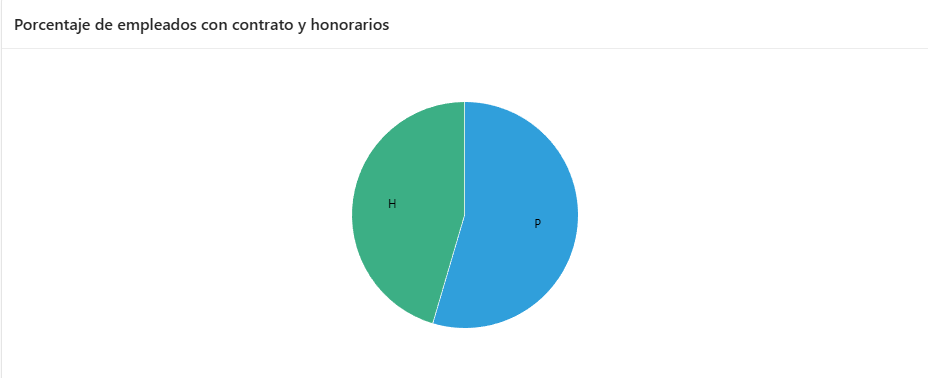 Porcentaje de empleados con contrato y honorarios
H
P